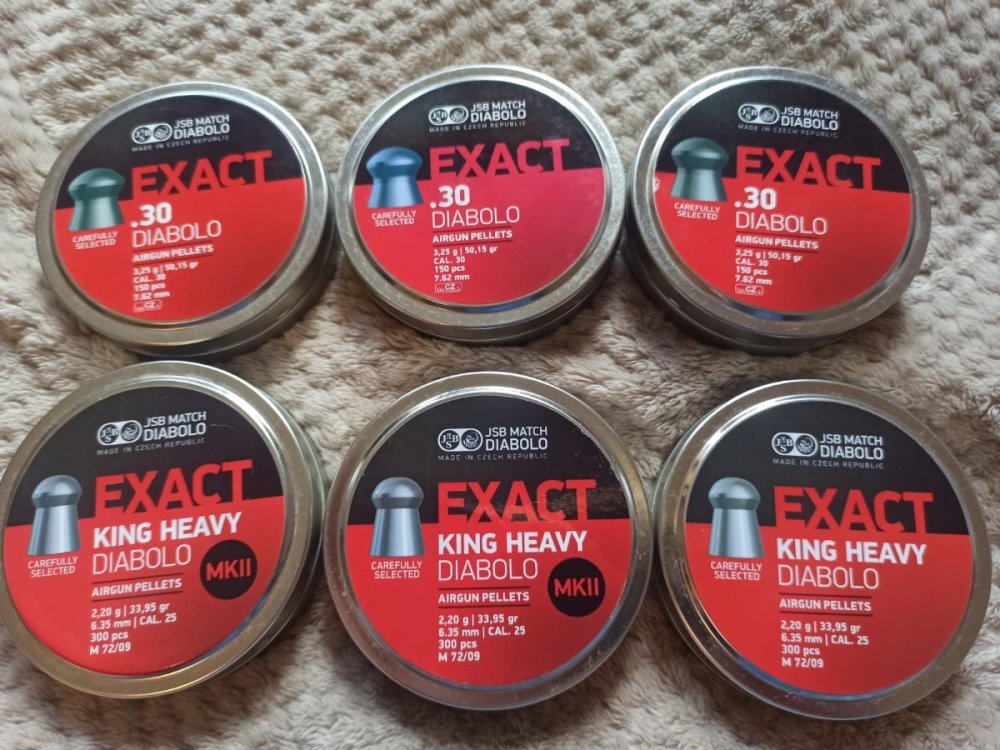 JSB MATCH
DIABOLO
MADE IN CZECH REPUBLIC
EXACT
.30
DIABOLO
CAREFULLY
SELECTED
AIRGUN PELLETS
3,25 g | 50,15 gr
CAL. 30
150 pcs
7.62 mm
CZ
JSB MATCH
DIABOLO
MADE IN CZECH REPUBLIC
EXACT
.30
DIABOLO
CAREFULLY
SELECTED
AIRGUN PELLETS
3,25 g | 50,15 gr
CAL. 30
150 pcs
7.62 mm
CZ
JSB MATCH
DIABOLO
MADE IN CZECH REPUBLIC
EXACT
.30
DIABOLO
CAREFULLY
SELECTED
AIRGUN PELLETS
3,25 g | 50,15 gr
CAL. 30
150 pcs
7.62 mm
CZ
JSB
JSB MATCH
DIABOLO
MADE IN CZECH REPUBLIC
EXACT
KING HEAVY
DIABOLO
MKII
CAREFULLY
SELECTED
AIRGUN PELLETS
2,20 g | 33,95 gr
6.35 mm | CAL. 25
300 pcs
M 72/09
JSB
JSB MATCH
DIABOLO
MADE IN CZECH REPUBLIC
EXACT
KING HEAVY
DIABOLO
MKII
CAREFULLY
SELECTED
AIRGUN PELLETS
2,20 g | 33,95 gr
6.35 mm | CAL. 25
300 pcs
M 72/09
JSB
JSB MATCH
DIABOLO
MADE IN CZECH REPUBLIC
EXACT
KING HEAVY
DIABOLO
CAREFULLY
SELECTED
AIRGUN PELLETS
2,20 g | 33,95 gr
6.35 mm | CAL. 25
300 pcs
M 72/09